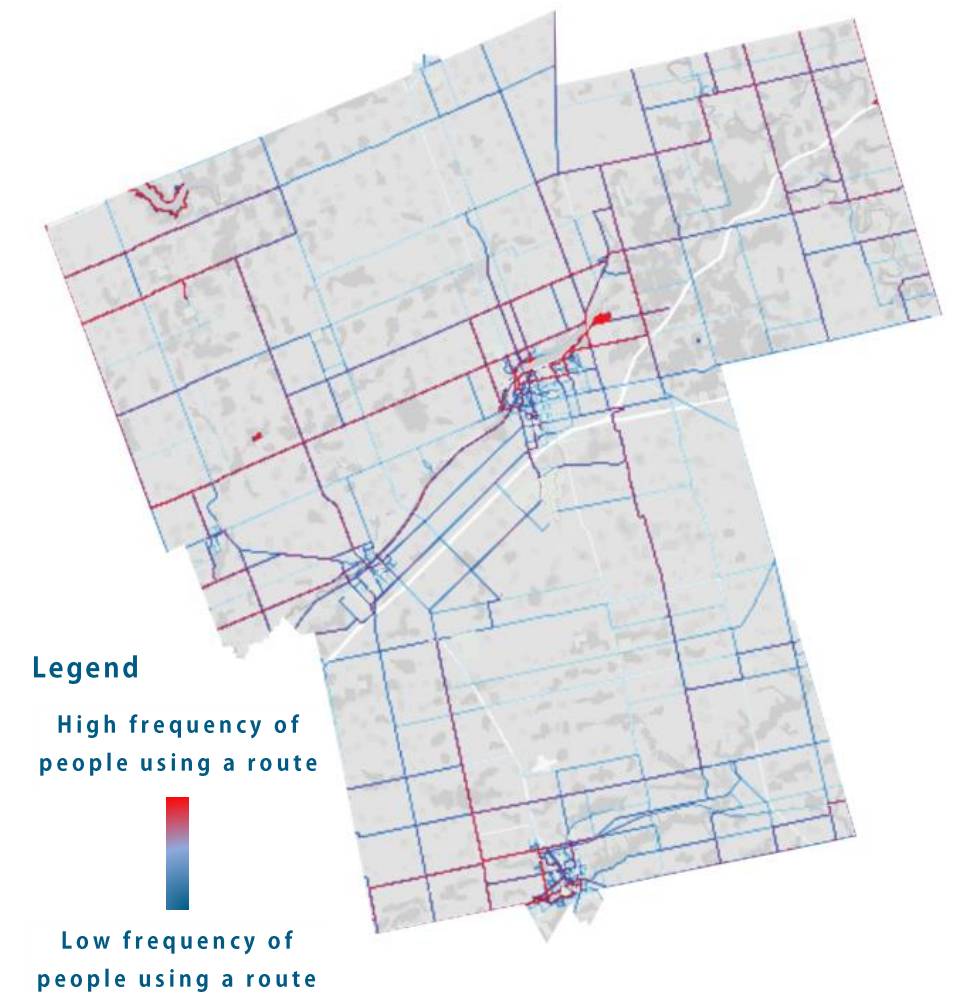 Legend
High frequency of
people using a route
Low frequency of
people using a route